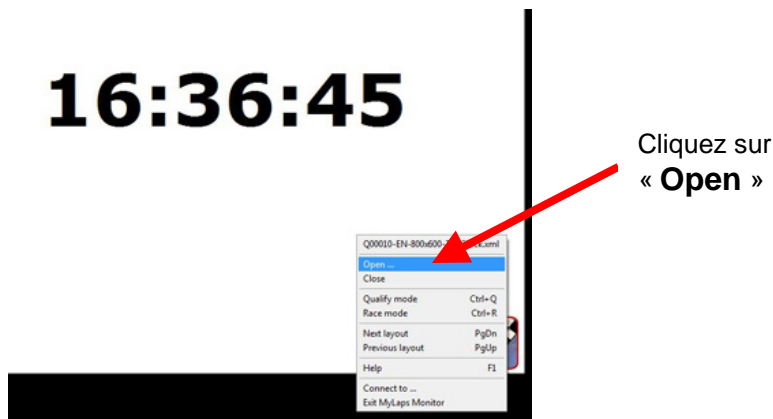 16:36:45
Cliquez sur
« Open »
Open ...
Close
Qualify mode Ctrl+Q
Race mode Ctrl+R
Next layout PgDn
Previous layout PgUp
Help F1
Connect to ...
Exit MyLaps Monitor